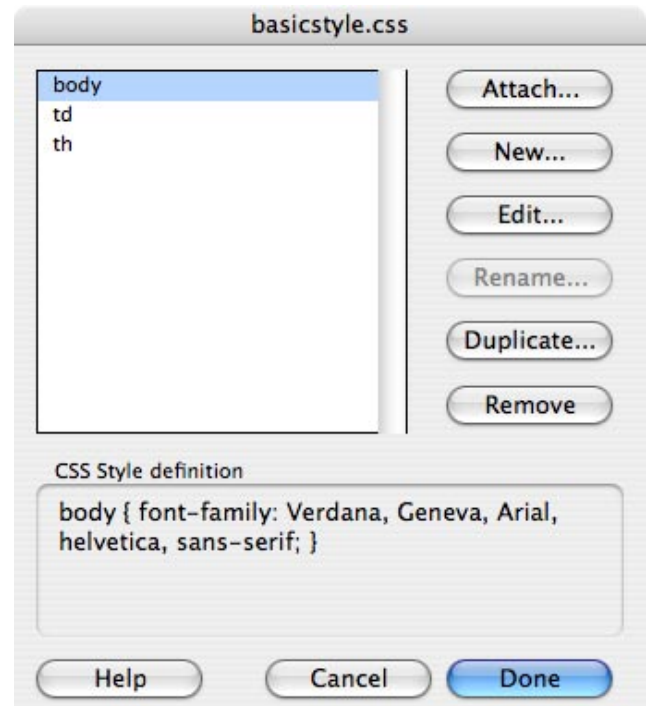 basicstyle.css
body
td
th
Attach...
New...
Edit...
Rename...
Duplicate...
Remove
CSS Style definition
body { font-family: Verdana, Geneva, Arial,
helvetica, sans-serif; }
Help
Cancel
Done